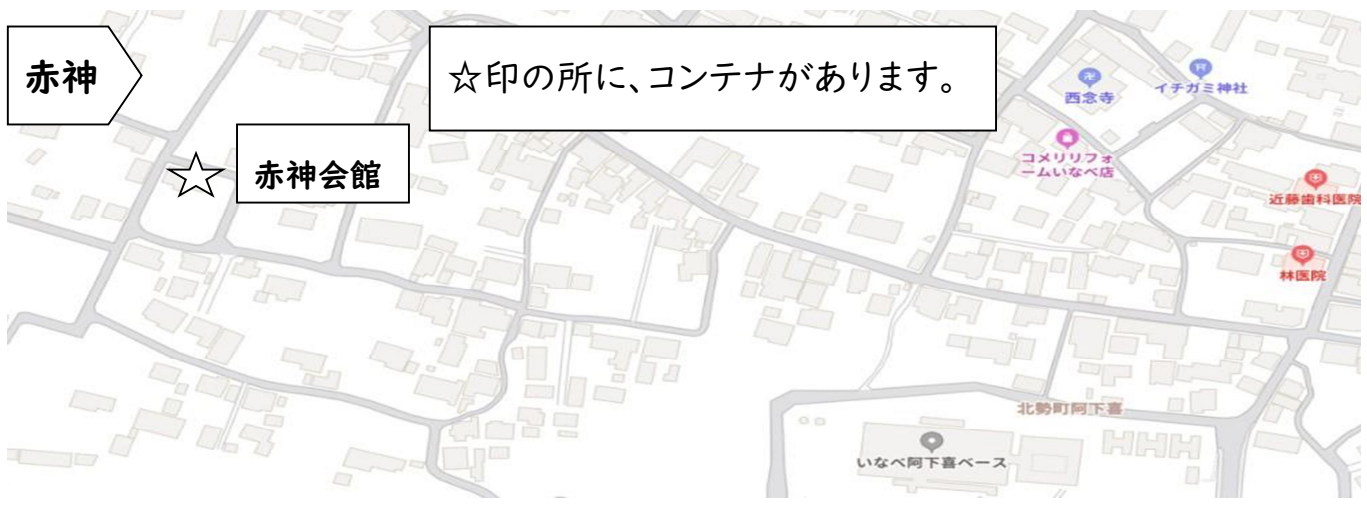 赤神
☆印の所に、コンテナがあります。
赤神会館
西念寺
イチガミ神社
コメリリフォ
ームいなべ店
近藤歯科医院
林医院
北勢町阿下喜
いなべ阿下喜ベース